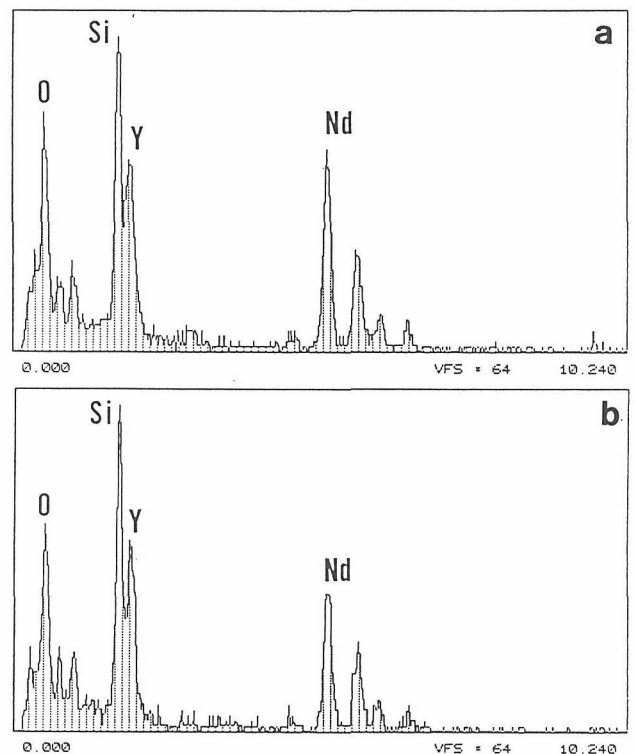 Si
a
O
Y
Nd
0.000 VFS = 64 10.240
Si
b
O
Y
Nd
0.000 VFS = 64 10.240